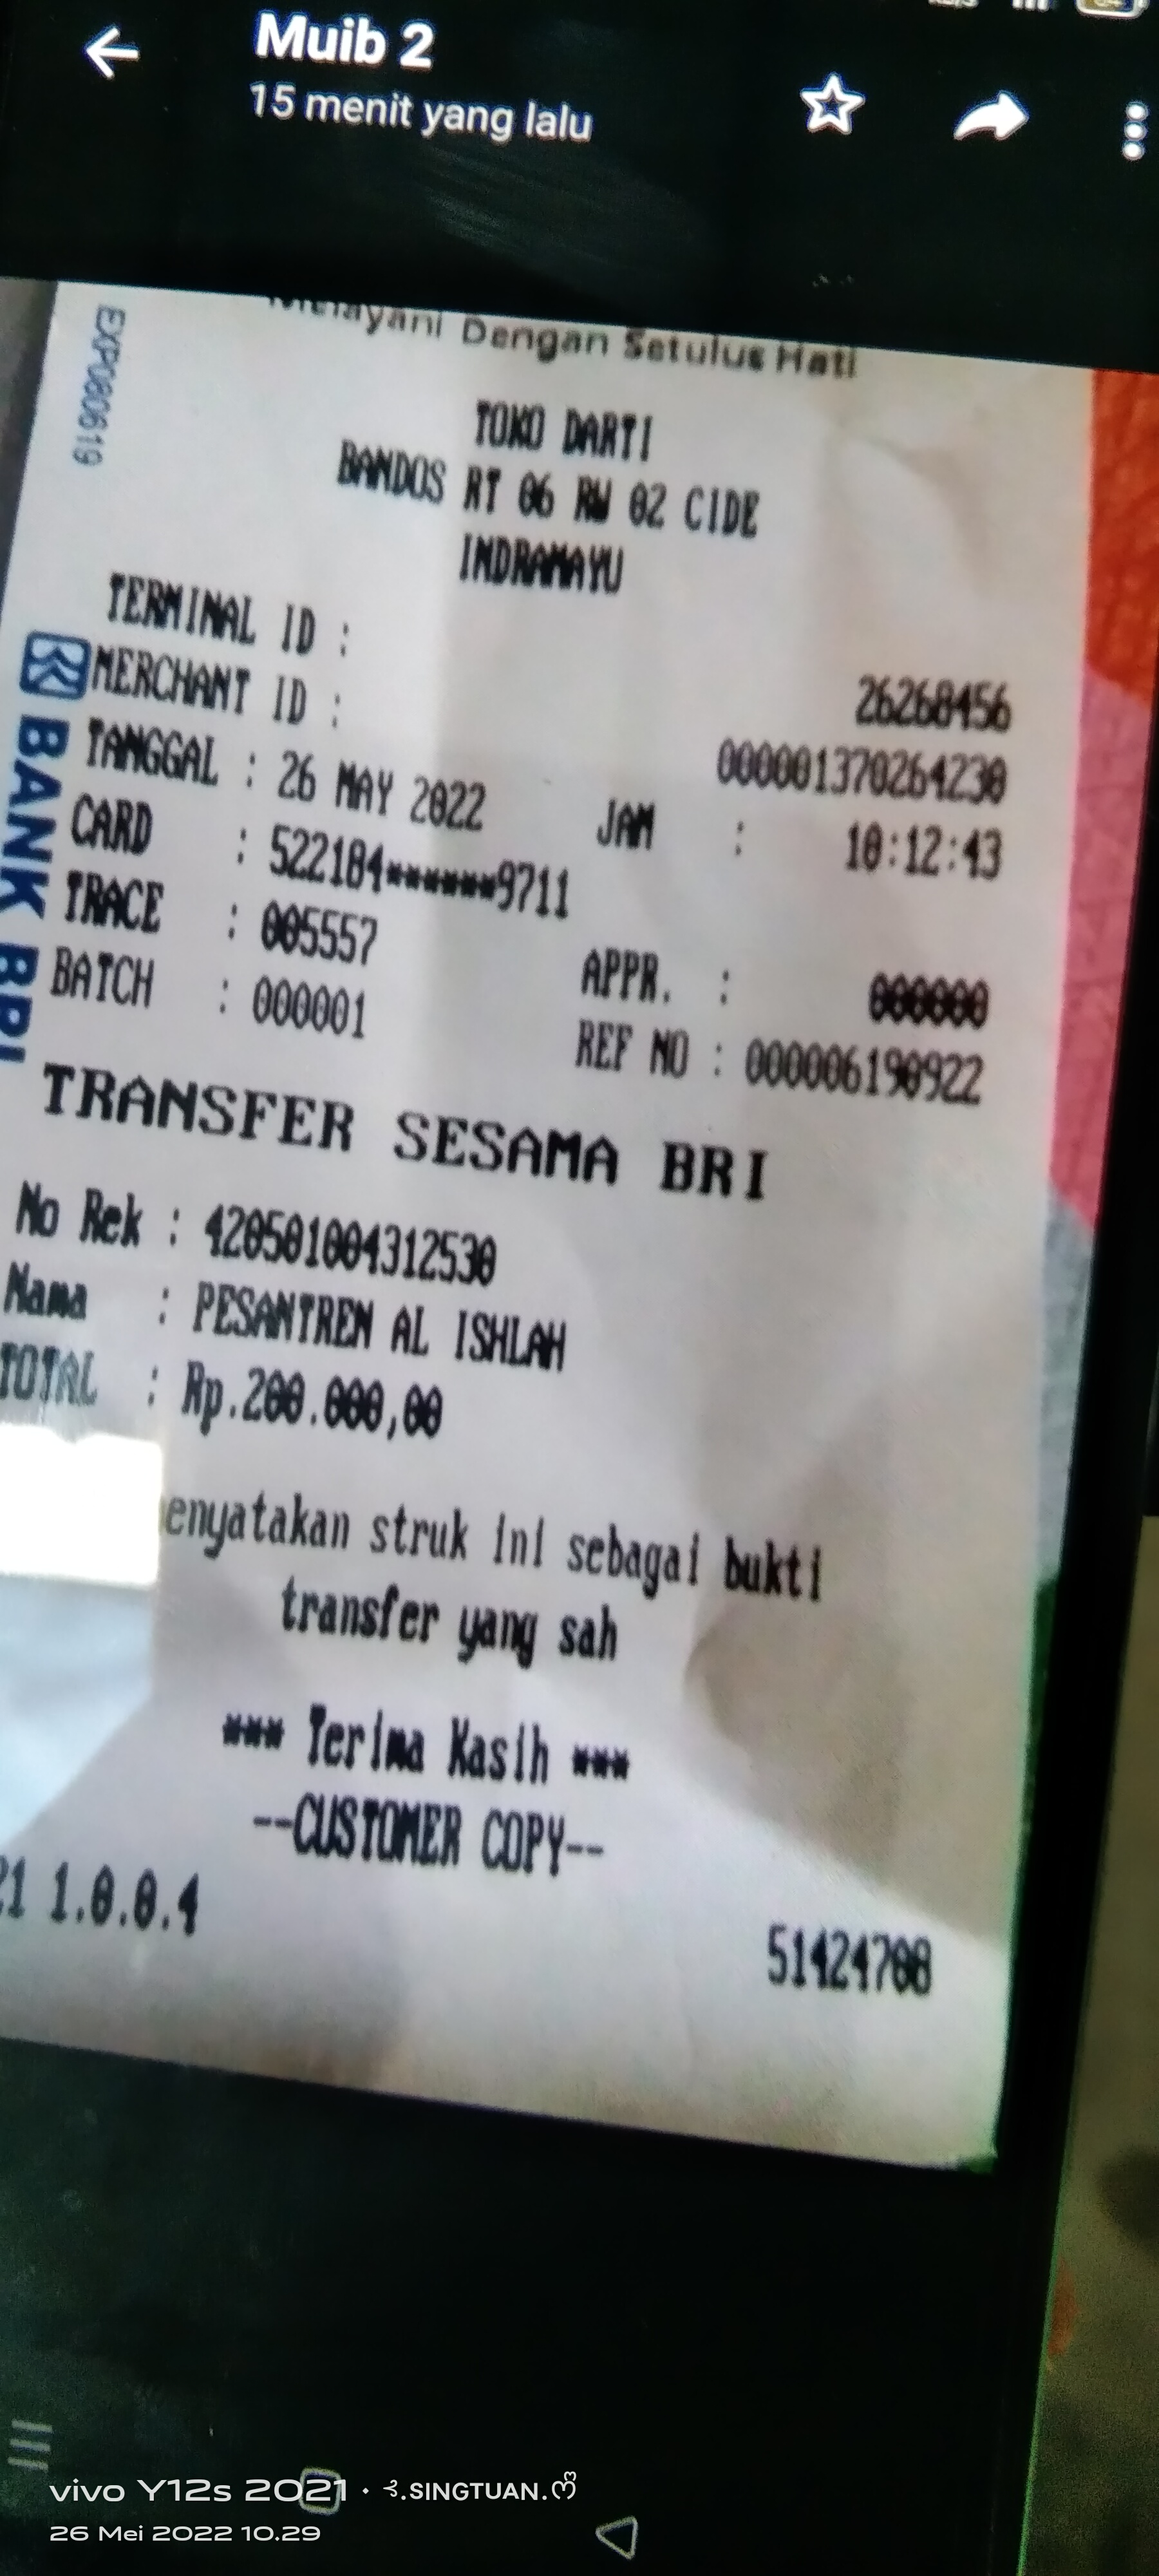 Muib 2
15 menit yang lalu
Melayani Dengan Setulus Hati
EXP080619
TOKO DARTI
BANDOS RT 06 RW 02 CIDE
INDRAMAYU
TERMINAL ID : 26268456
MERCHANT ID : 000001370264230
TANGGAL : 26 MAY 2022 JAM : 10:12:43
CARD : 522184******9711
TRACE : 005557 APPR. : 000000
BATCH : 000001 REF NO : 000006190922
BANK BRI
TRANSFER SESAMA BRI
No Rek : 420501004312530
Nama : PESANTREN AL ISHLAH
TOTAL : Rp.200.000,00
enyatakan struk ini sebagai bukti
transfer yang sah
*** Terima Kasih ***
--CUSTOMER COPY--
21 1.0.0.4
51424708
vivo Y12s 2021 · .SINGTUAN.
26 Mei 2022 10.29